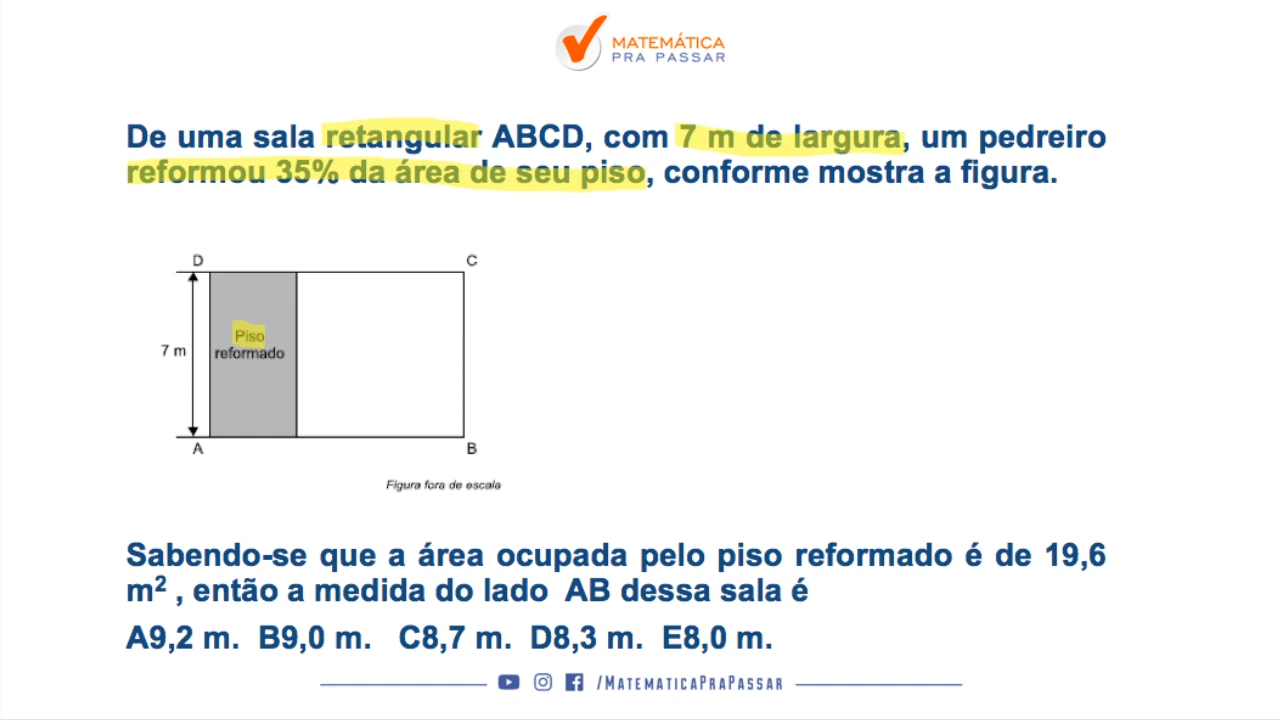 MATEMÁTICA
PRA PASSAR
De uma sala retangular ABCD, com 7 m de largura, um pedreiro
reformou 35% da área de seu piso, conforme mostra a figura.
D
C
Piso
7 m
reformado
A
B
Figura fora de escala
Sabendo-se que a área ocupada pelo piso reformado é de 19,6
m² , então a medida do lado AB dessa sala é
A9,2 m. B9,0 m. C8,7 m. D8,3 m. E8,0 m.
/MATEMATICAPRAPASSAR